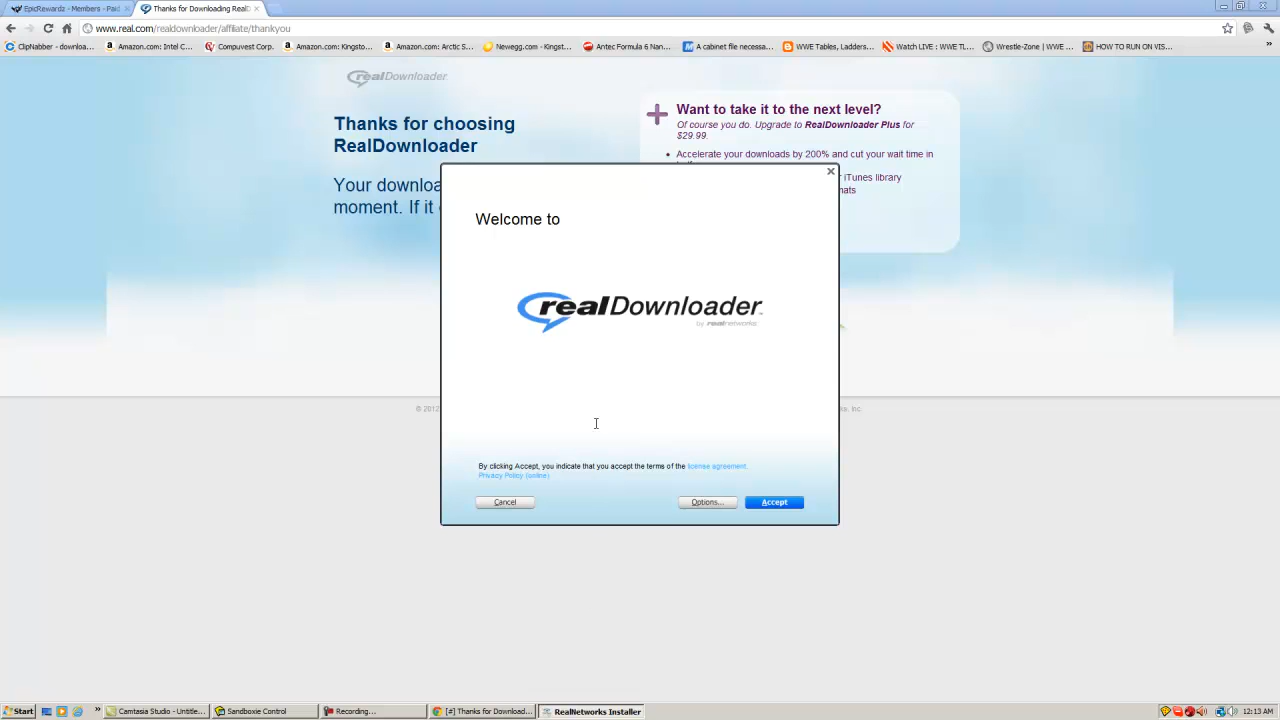 EpicRewardz - Members - Paid
Thanks for Downloading RealD
www.real.com/realdownloader/affiliate/thankyou
ClipNabber - downloa...
Amazon.com: Intel C...
Compuvest Corp.
Amazon.com: Kingsto...
Amazon.com: Arctic S...
Newegg.com - Kingst...
Antec Formula 6 Nan...
A cabinet file necessa...
WWE Tables, Ladders...
Watch LIVE : WWE TL...
Wrestle-Zone | WWE ...
HOW TO RUN ON VIS...
realDownloader
Thanks for choosing
RealDownloader
Your downloa
moment. If it
Want to take it to the next level?
Of course you do. Upgrade to RealDownloader Plus for
$29.99.
Accelerate your downloads by 200% and cut your wait time in
iTunes library
mats
Welcome to
realDownloader
by realnetworks
By clicking Accept, you indicate that you accept the terms of the license agreement.
Privacy Policy (online)
Cancel
Options...
Accept
© 2012
Start
Camtasia Studio - Untitle...
Sandboxie Control
Recording...
[#] Thanks for Download...
RealNetworks Installer
12:13 AM